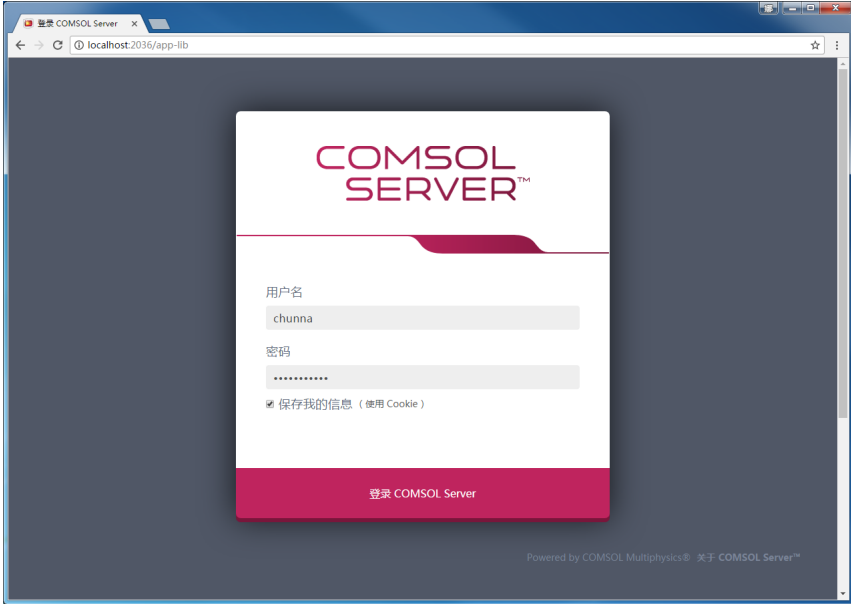 登录 COMSOL Server
localhost:2036/app-lib
COMSOL
SERVER™
用户名
chunna
密码
•••••••••••
保存我的信息（使用 Cookie）
登录 COMSOL Server
Powered by COMSOL Multiphysics® 关于 COMSOL Server™